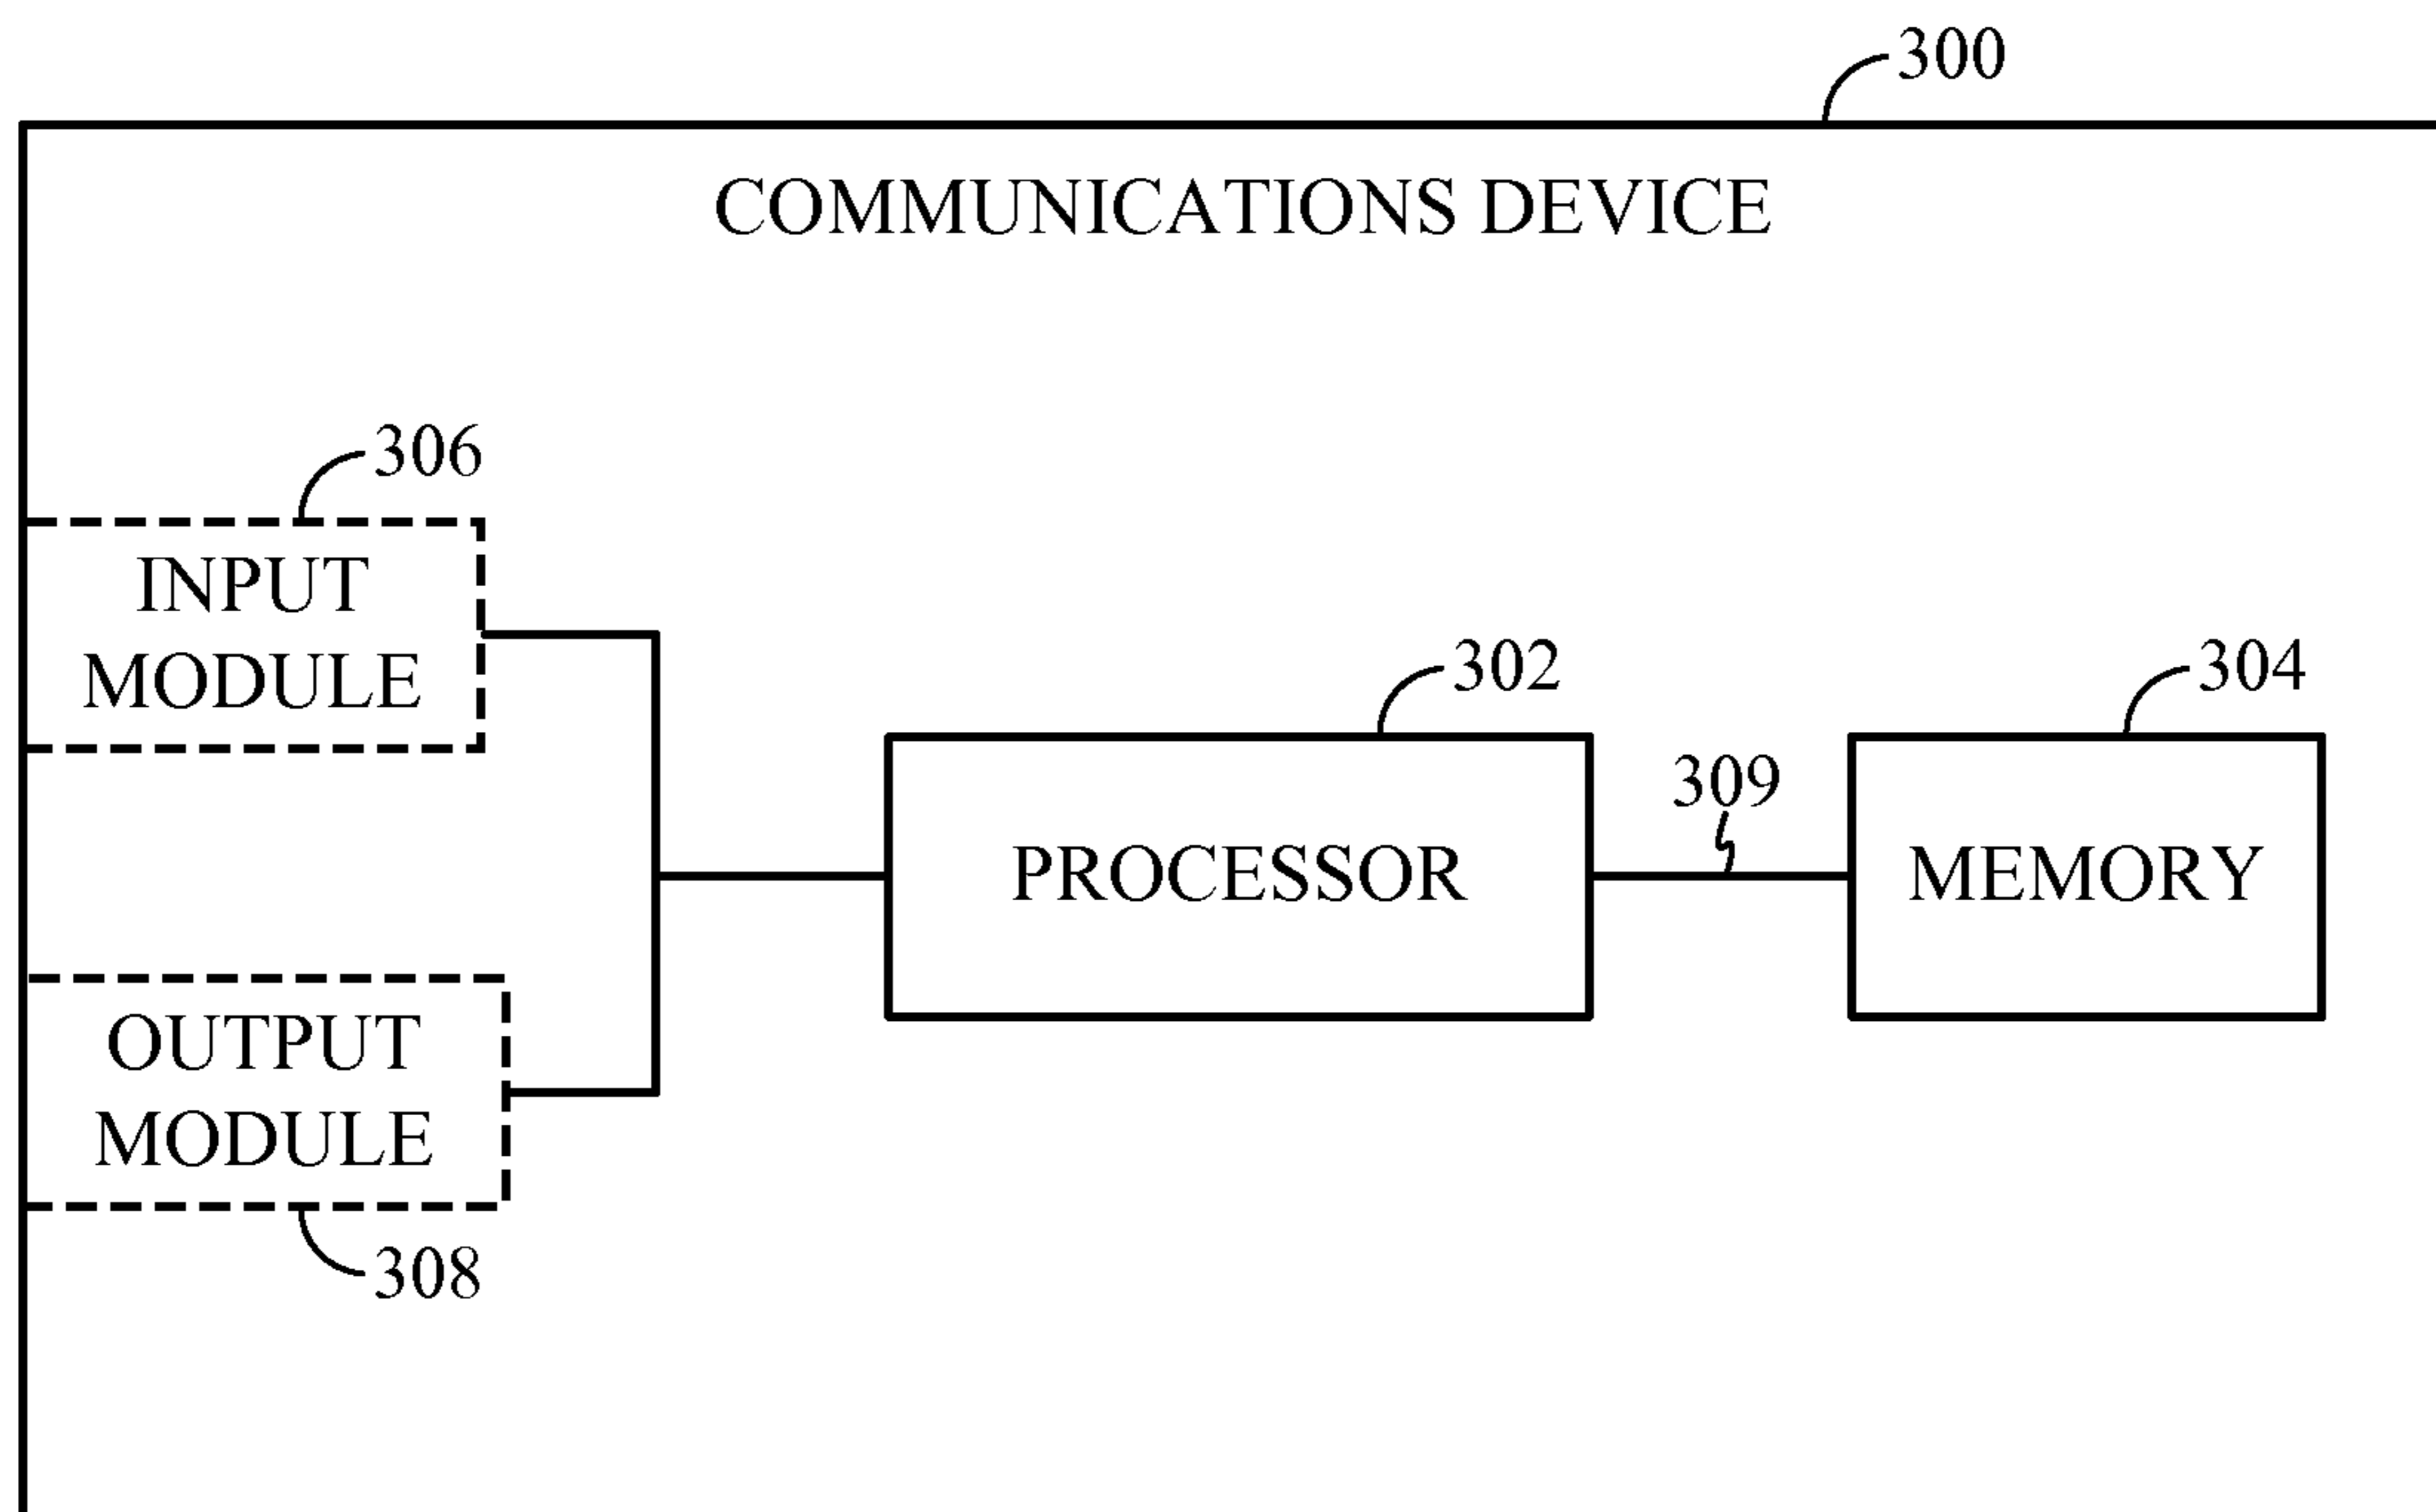 300
COMMUNICATIONS DEVICE
306
INPUT
MODULE
302
304
309
PROCESSOR
MEMORY
OUTPUT
MODULE
308